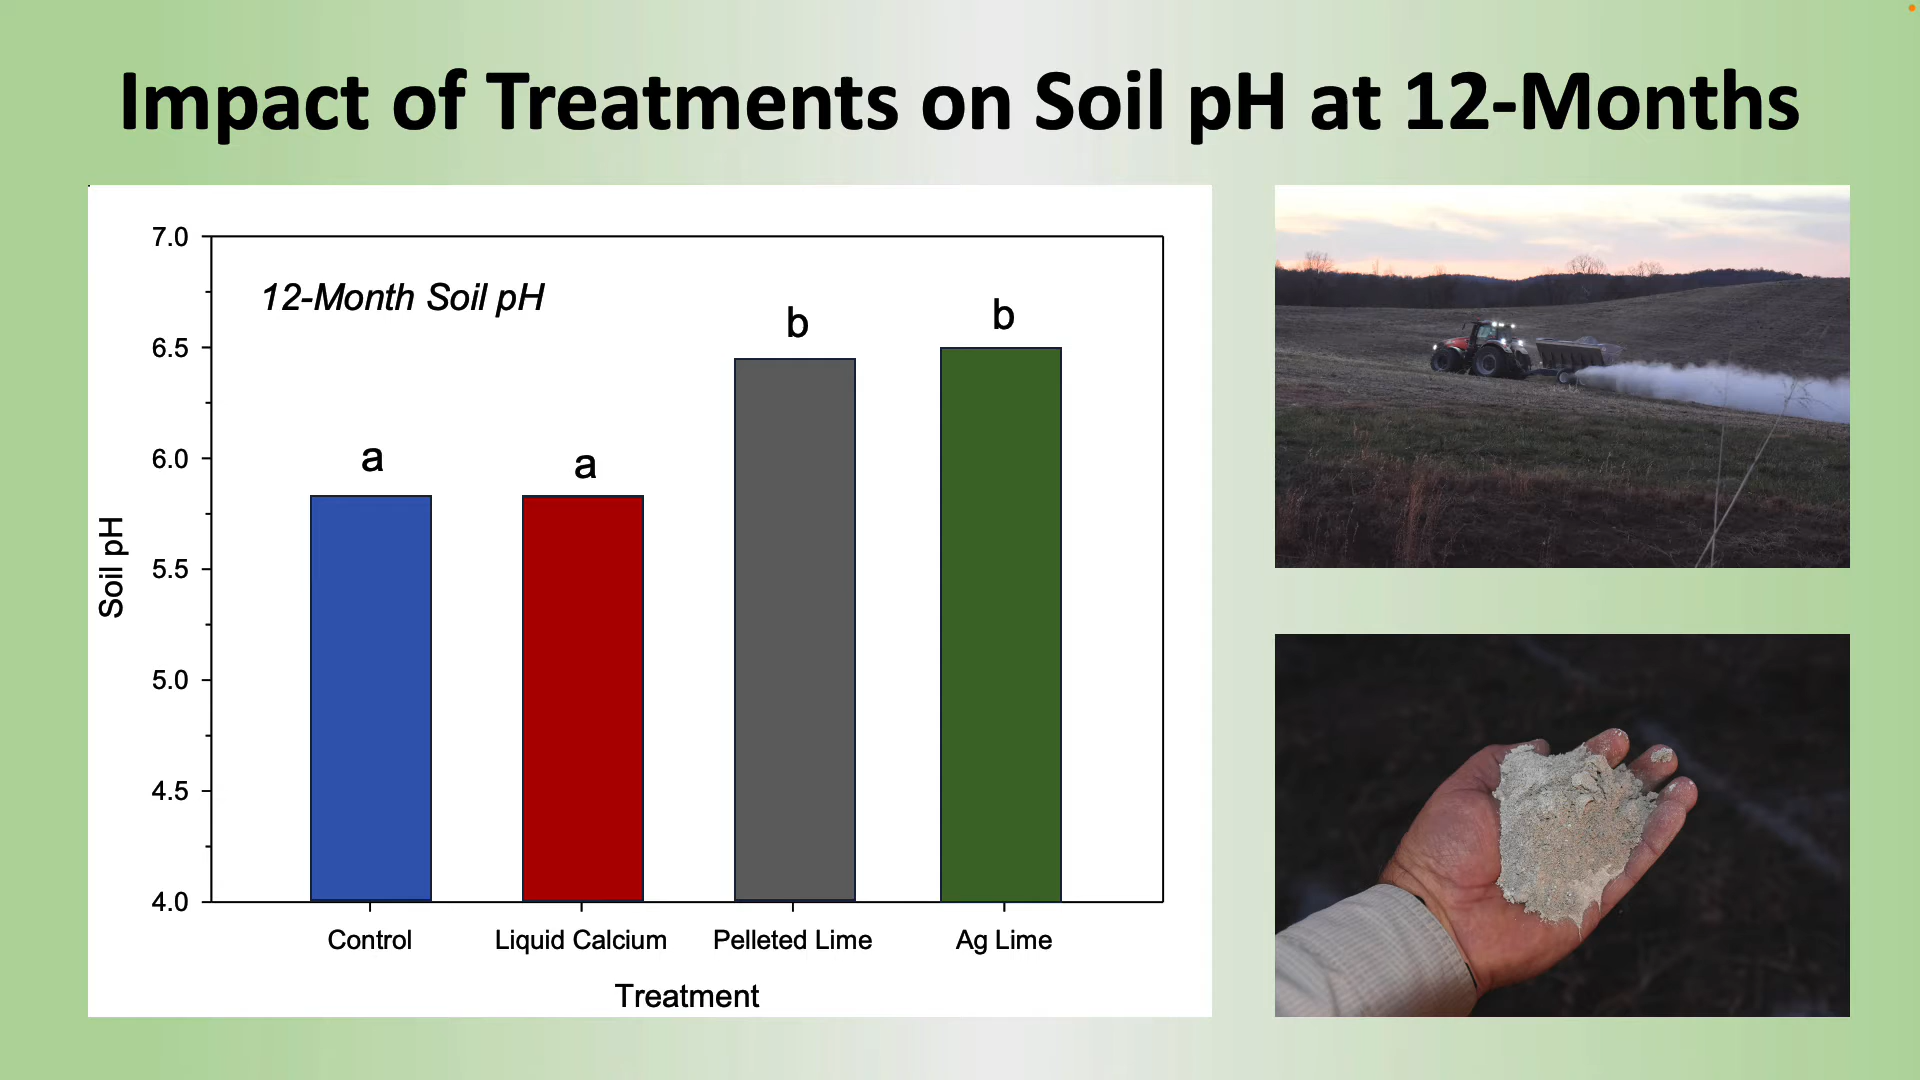 Impact of Treatments on Soil pH at 12-Months
7.0
12-Month Soil pH
b
b
6.5
a
a
6.0
Soil pH
5.5
5.0
4.5
4.0
Control
Liquid Calcium
Pelleted Lime
Ag Lime
Treatment